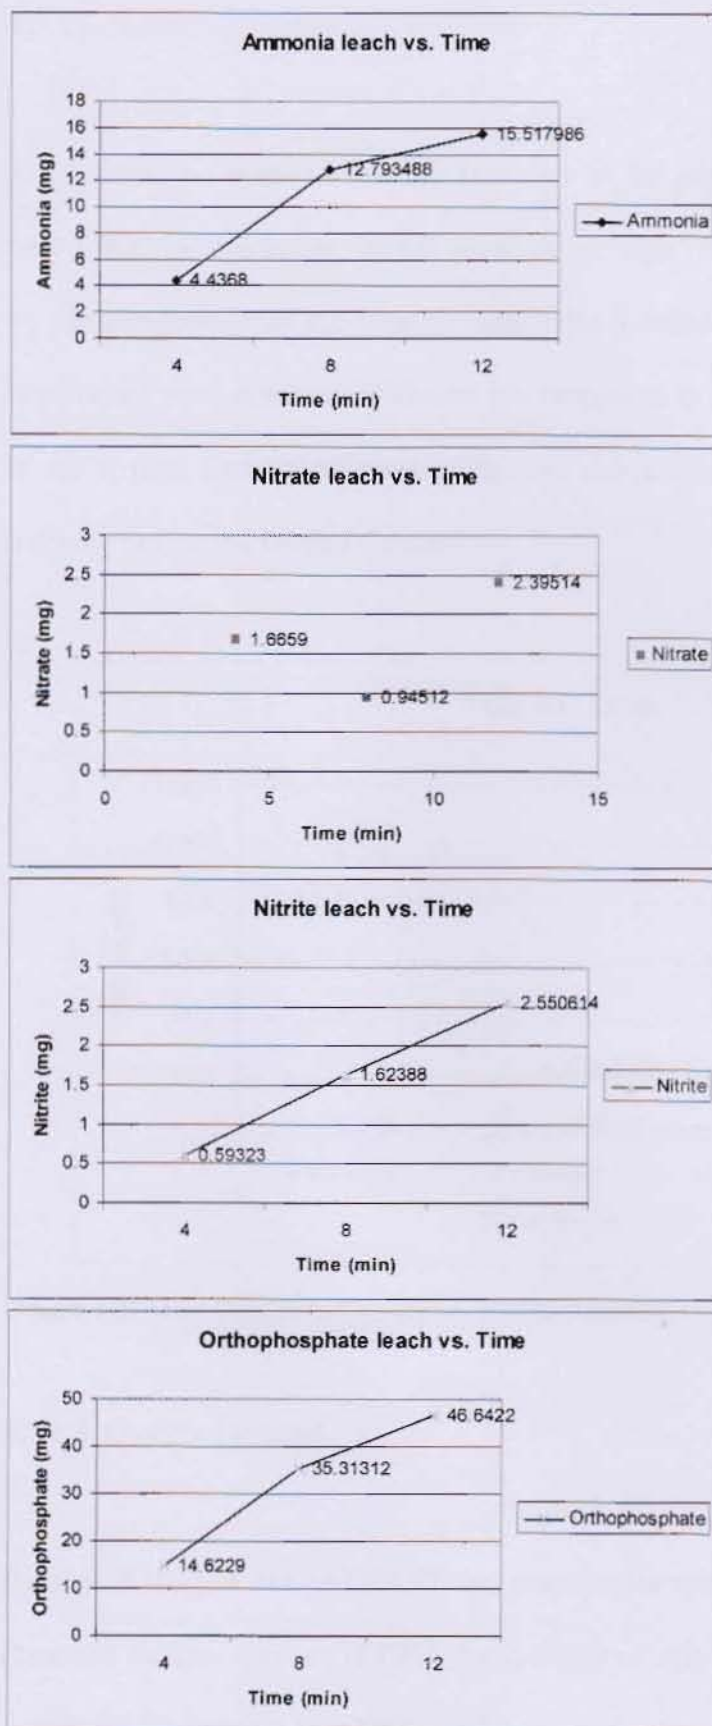 Ammonia leach vs. Time
Ammonia (mg)
18
16
14
12
10
8
6
4
2
0
4.4368
12.793488
15.517986
Ammonia
4 8 12
Time (min)
Nitrate leach vs. Time
Nitrate (mg)
3
2.5
2
1.5
1
0.5
0
1.6659
0.94512
2.39514
Nitrate
0 5 10 15
Time (min)
Nitrite leach vs. Time
Nitrite (mg)
3
2.5
2
1.5
1
0.5
0
0.59323
1.62388
2.550614
Nitrite
4 8 12
Time (min)
Orthophosphate leach vs. Time
Orthophosphate (mg)
50
40
30
20
10
0
14.6229
35.31312
46.6422
Orthophosphate
4 8 12
Time (min)